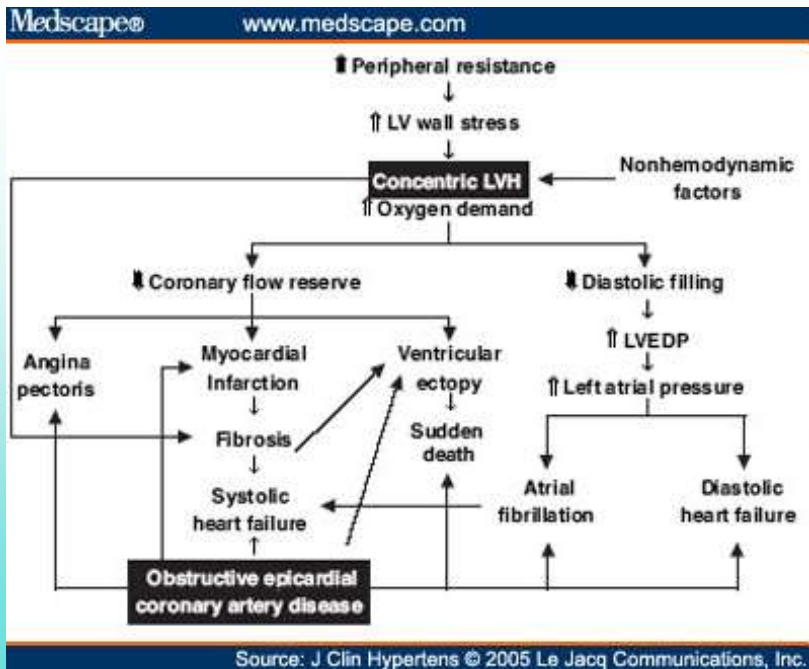 Medscape® www.medscape.com
⬆ Peripheral resistance
↓
⇑ LV wall stress
↓
Concentric LVH
Nonhemodynamic
factors
⇑ Oxygen demand
⬇ Coronary flow reserve
⬇ Diastolic filling
↓
⇑ LVEDP
↓
⇑ Left atrial pressure
Angina
pectoris
Myocardial
Infarction
↓
Fibrosis
↓
Systolic
heart failure
Ventricular
ectopy
↓
Sudden
death
Atrial
fibrillation
Diastolic
heart failure
↑
Obstructive epicardial
coronary artery disease
Source: J Clin Hypertens © 2005 Le Jacq Communications, Inc.